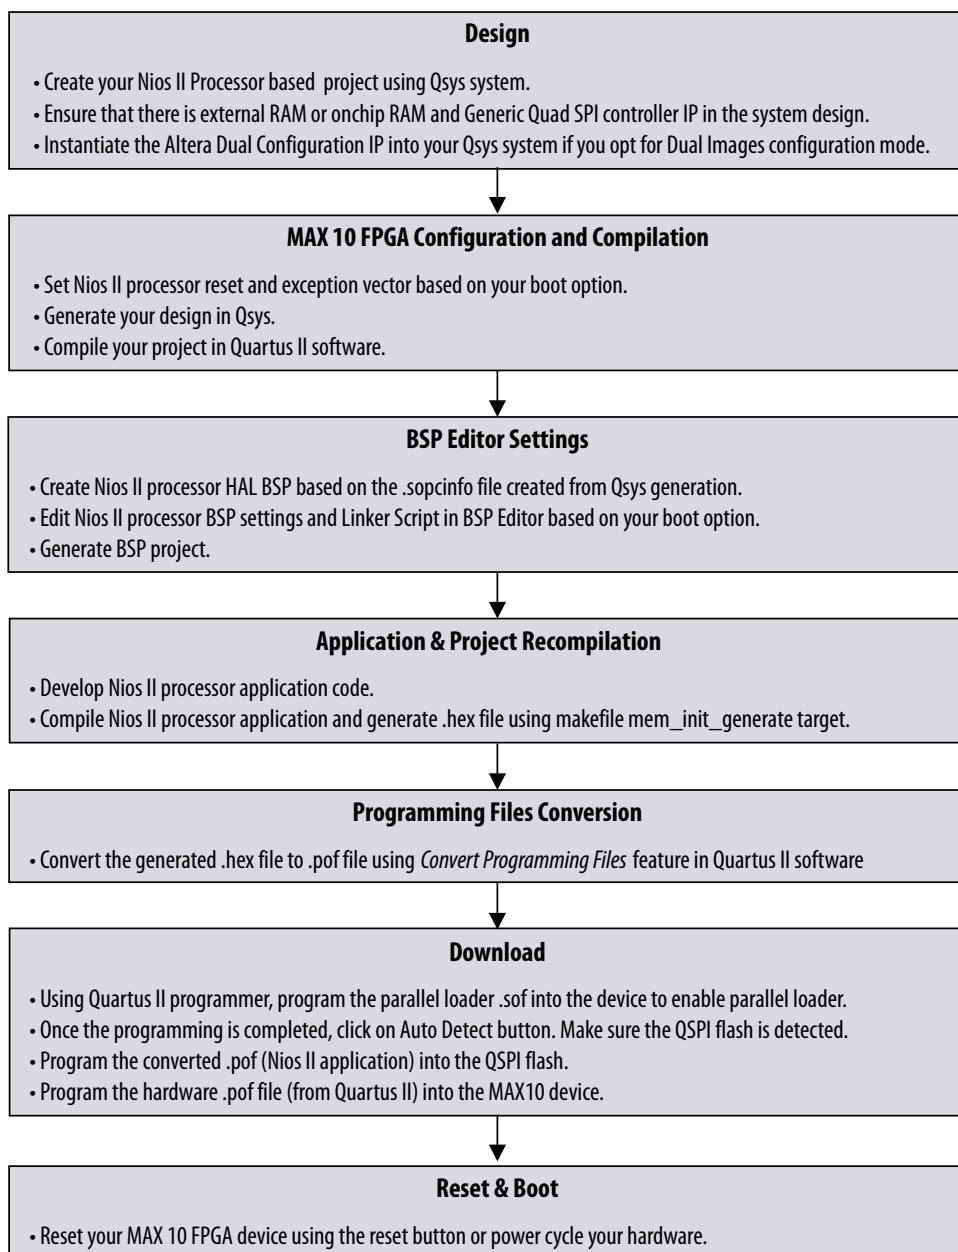 Design
• Create your Nios II Processor based project using Qsys system.
• Ensure that there is external RAM or onchip RAM and Generic Quad SPI controller IP in the system design.
• Instantiate the Altera Dual Configuration IP into your Qsys system if you opt for Dual Images configuration mode.
MAX 10 FPGA Configuration and Compilation
• Set Nios II processor reset and exception vector based on your boot option.
• Generate your design in Qsys.
• Compile your project in Quartus II software.
BSP Editor Settings
• Create Nios II processor HAL BSP based on the .sopcinfo file created from Qsys generation.
• Edit Nios II processor BSP settings and Linker Script in BSP Editor based on your boot option.
• Generate BSP project.
Application & Project Recompilation
• Develop Nios II processor application code.
• Compile Nios II processor application and generate .hex file using makefile mem_init_generate target.
Programming Files Conversion
• Convert the generated .hex file to .pof file using Convert Programming Files feature in Quartus II software
Download
• Using Quartus II programmer, program the parallel loader .sof into the device to enable parallel loader.
• Once the programming is completed, click on Auto Detect button. Make sure the QSPI flash is detected.
• Program the converted .pof (Nios II application) into the QSPI flash.
• Program the hardware .pof file (from Quartus II) into the MAX10 device.
Reset & Boot
• Reset your MAX 10 FPGA device using the reset button or power cycle your hardware.